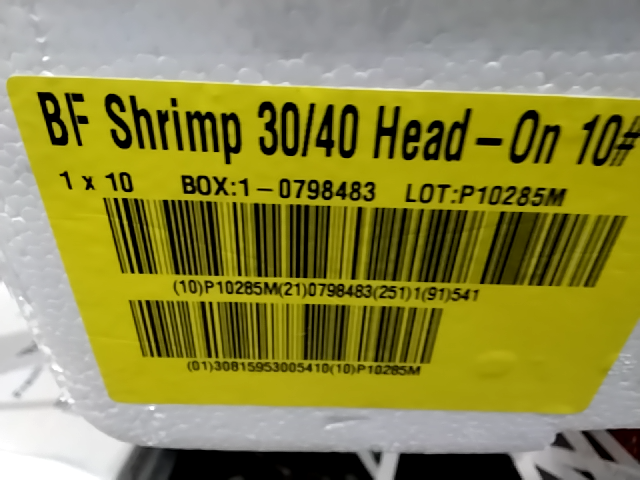 BF Shrimp 30/40 Head-On 10#
1 x 10 BOX:1-0798483 LOT:P10285M
(10)P10285M(21)0798483(251)1(91)541
(01)30815953005410(10)P10285M